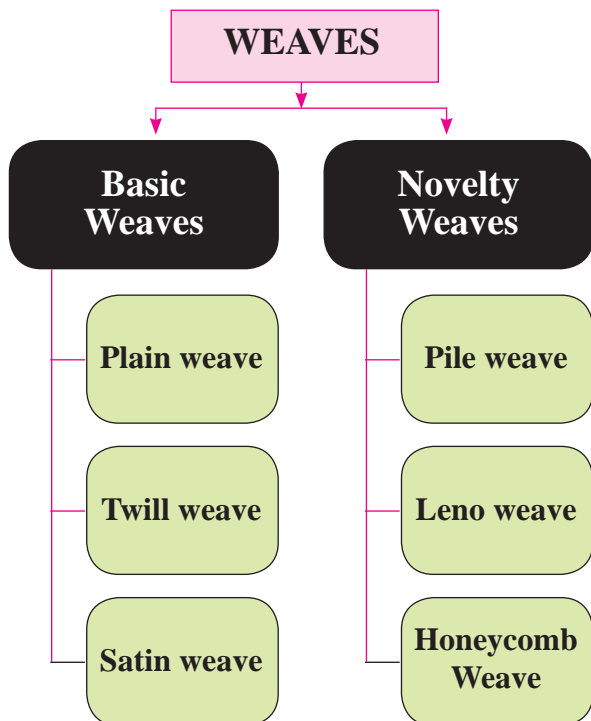 WEAVES
Basic
Weaves
Novelty
Weaves
Plain weave
Pile weave
Twill weave
Leno weave
Satin weave
Honeycomb
Weave